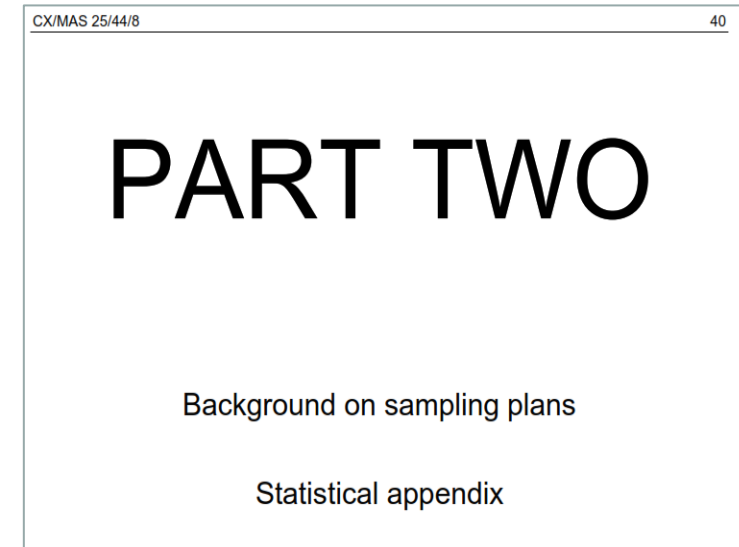 CX/MAS 25/44/8 40
PART TWO
Background on sampling plans
Statistical appendix